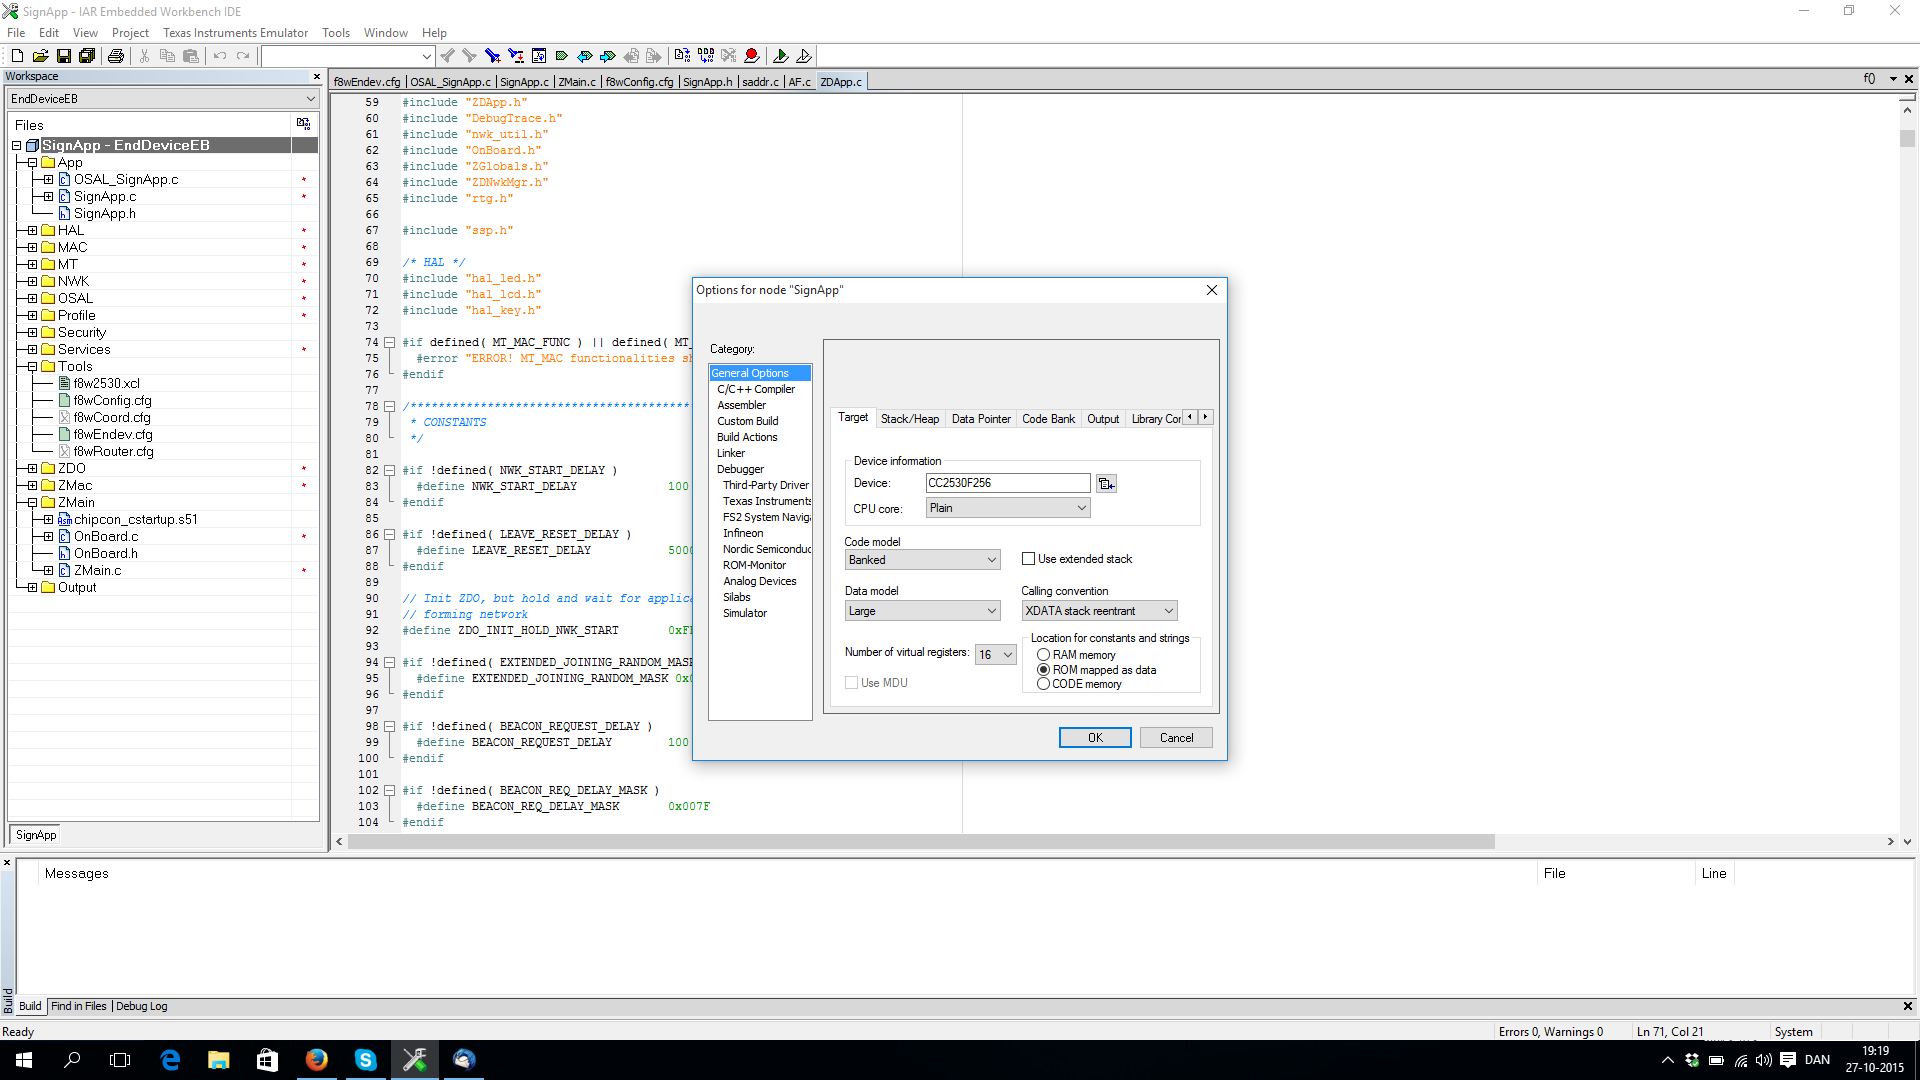 SignApp - IAR Embedded Workbench IDE
File Edit View Project Texas Instruments Emulator Tools Window Help
Workspace
EndDeviceEB
Files
SignApp - EndDeviceEB
App
OSAL_SignApp.c
SignApp.c
SignApp.h
HAL
MAC
MT
NWK
OSAL
Profile
Security
Services
Tools
f8w2530.xcl
f8wConfig.cfg
f8wCoord.cfg
f8wEndev.cfg
f8wRouter.cfg
ZDO
ZMac
ZMain
chipcon_cstartup.s51
OnBoard.c
OnBoard.h
ZMain.c
Output
SignApp
f8wEndev.cfg | OSAL_SignApp.c | SignApp.c | ZMain.c | f8wConfig.cfg | SignApp.h | saddr.c | AF.c ZDApp.c
f()
59 #include "ZDApp.h"
60 #include "DebugTrace.h"
61 #include "nwk_util.h"
62 #include "OnBoard.h"
63 #include "ZGlobals.h"
64 #include "ZDNwkMgr.h"
65 #include "rtg.h"
66
67 #include "ssp.h"
68
69 /* HAL */
70 #include "hal_led.h"
71 #include "hal_lcd.h"
72 #include "hal_key.h"
73
74 #if defined( MT_MAC_FUNC ) || defined( MT_
75 #error "ERROR! MT_MAC functionalities sh
76 #endif
77
78 /*****************************************
79 * CONSTANTS
80 */
81
82 #if !defined( NWK_START_DELAY )
83 #define NWK_START_DELAY 100
84 #endif
85
86 #if !defined( LEAVE_RESET_DELAY )
87 #define LEAVE_RESET_DELAY 5000
88 #endif
89
90 // Init ZDO, but hold and wait for applica
91 // forming network
92 #define ZDO_INIT_HOLD_NWK_START 0xF
93
94 #if !defined( EXTENDED_JOINING_RANDOM_MASK
95 #define EXTENDED_JOINING_RANDOM_MASK 0x
96 #endif
97
98 #if !defined( BEACON_REQUEST_DELAY )
99 #define BEACON_REQUEST_DELAY 100
100 #endif
101
102 #if !defined( BEACON_REQ_DELAY_MASK )
103 #define BEACON_REQ_DELAY_MASK 0x007F
104 #endif
Options for node "SignApp"
Category:
General Options
C/C++ Compiler
Assembler
Custom Build
Build Actions
Linker
Debugger
Third-Party Driver
Texas Instruments
FS2 System Naviga
Infineon
Nordic Semiconduc
ROM-Monitor
Analog Devices
Silabs
Simulator
Target Stack/Heap Data Pointer Code Bank Output Library Cor
Device information
Device: CC2530F256
CPU core: Plain
Code model
Banked
Use extended stack
Data model
Large
Calling convention
XDATA stack reentrant
Number of virtual registers: 16
Use MDU
Location for constants and strings
RAM memory
ROM mapped as data
CODE memory
OK Cancel
Messages File Line
Build
Build Find in Files | Debug Log
Ready Errors 0, Warnings 0 Ln 71, Col 21 System
DAN
19:19
27-10-2015